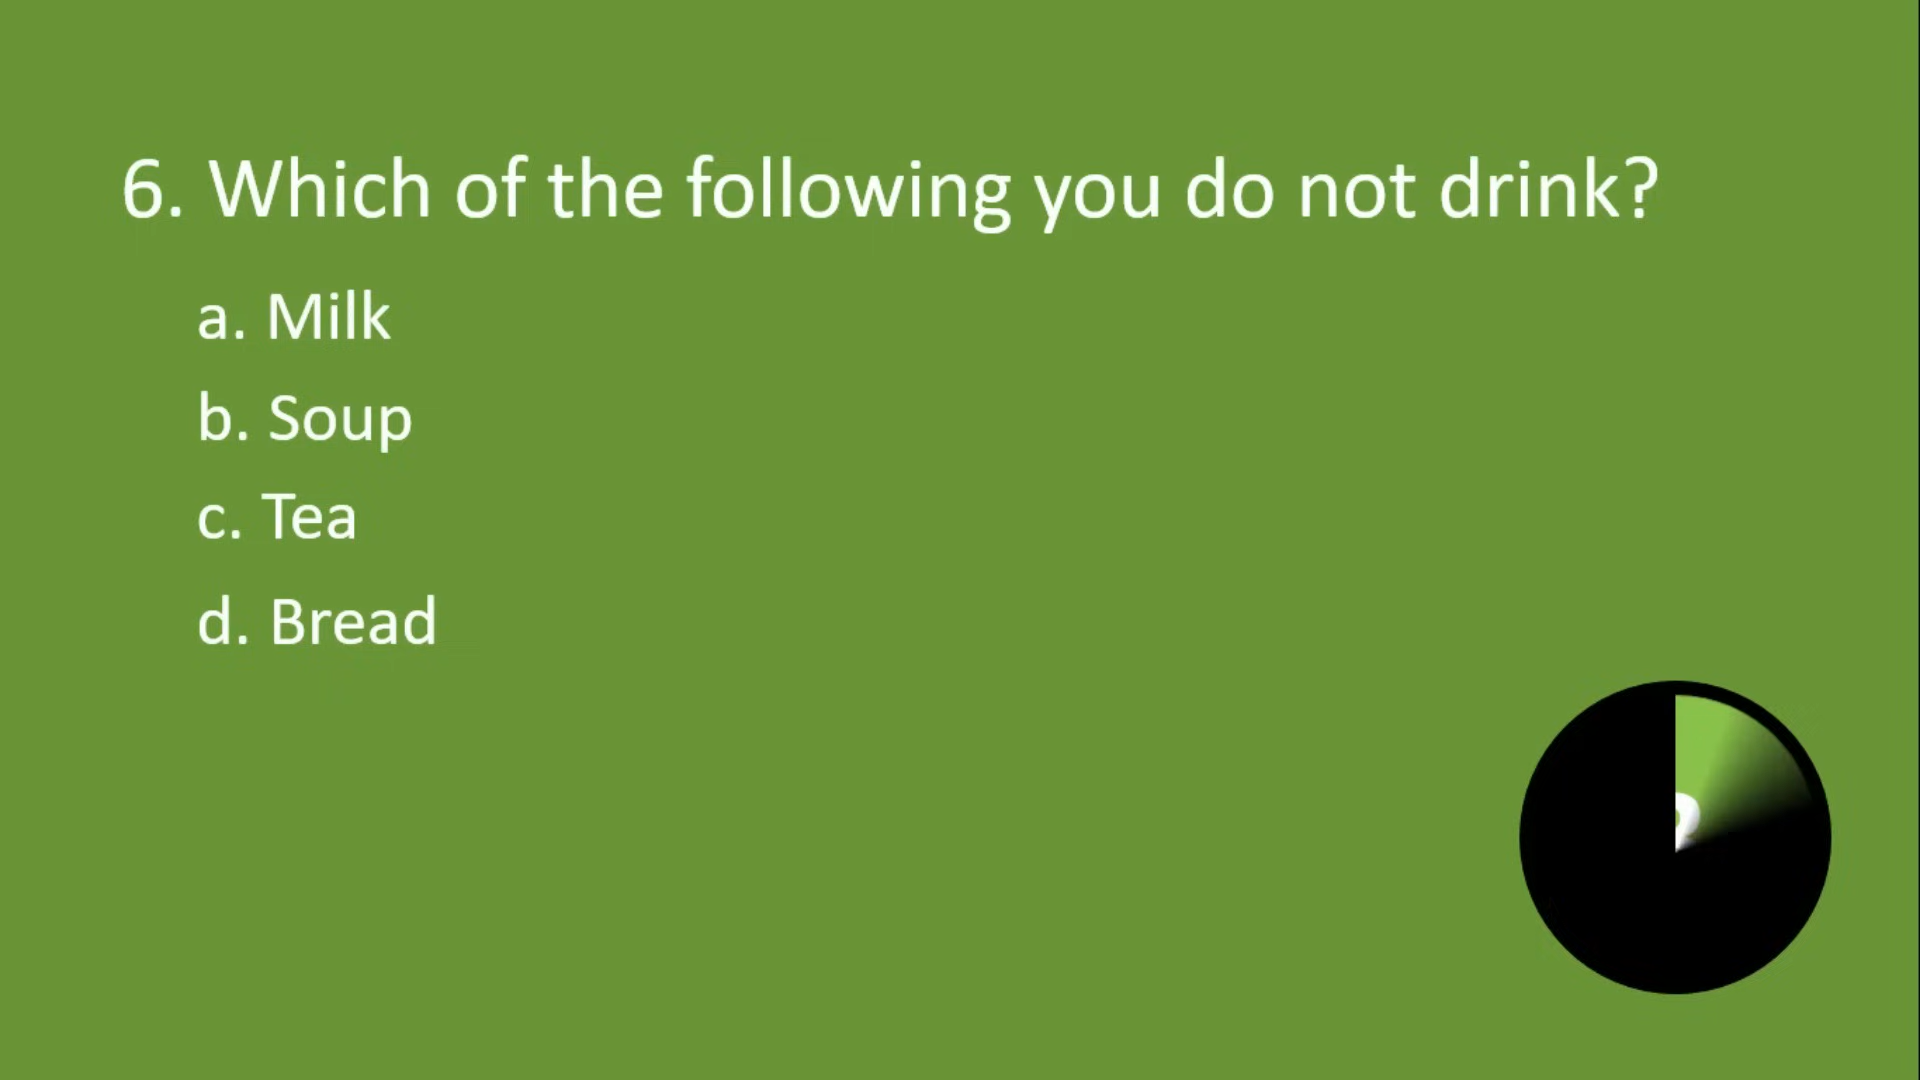 6. Which of the following you do not drink?
a. Milk
b. Soup
c. Tea
d. Bread